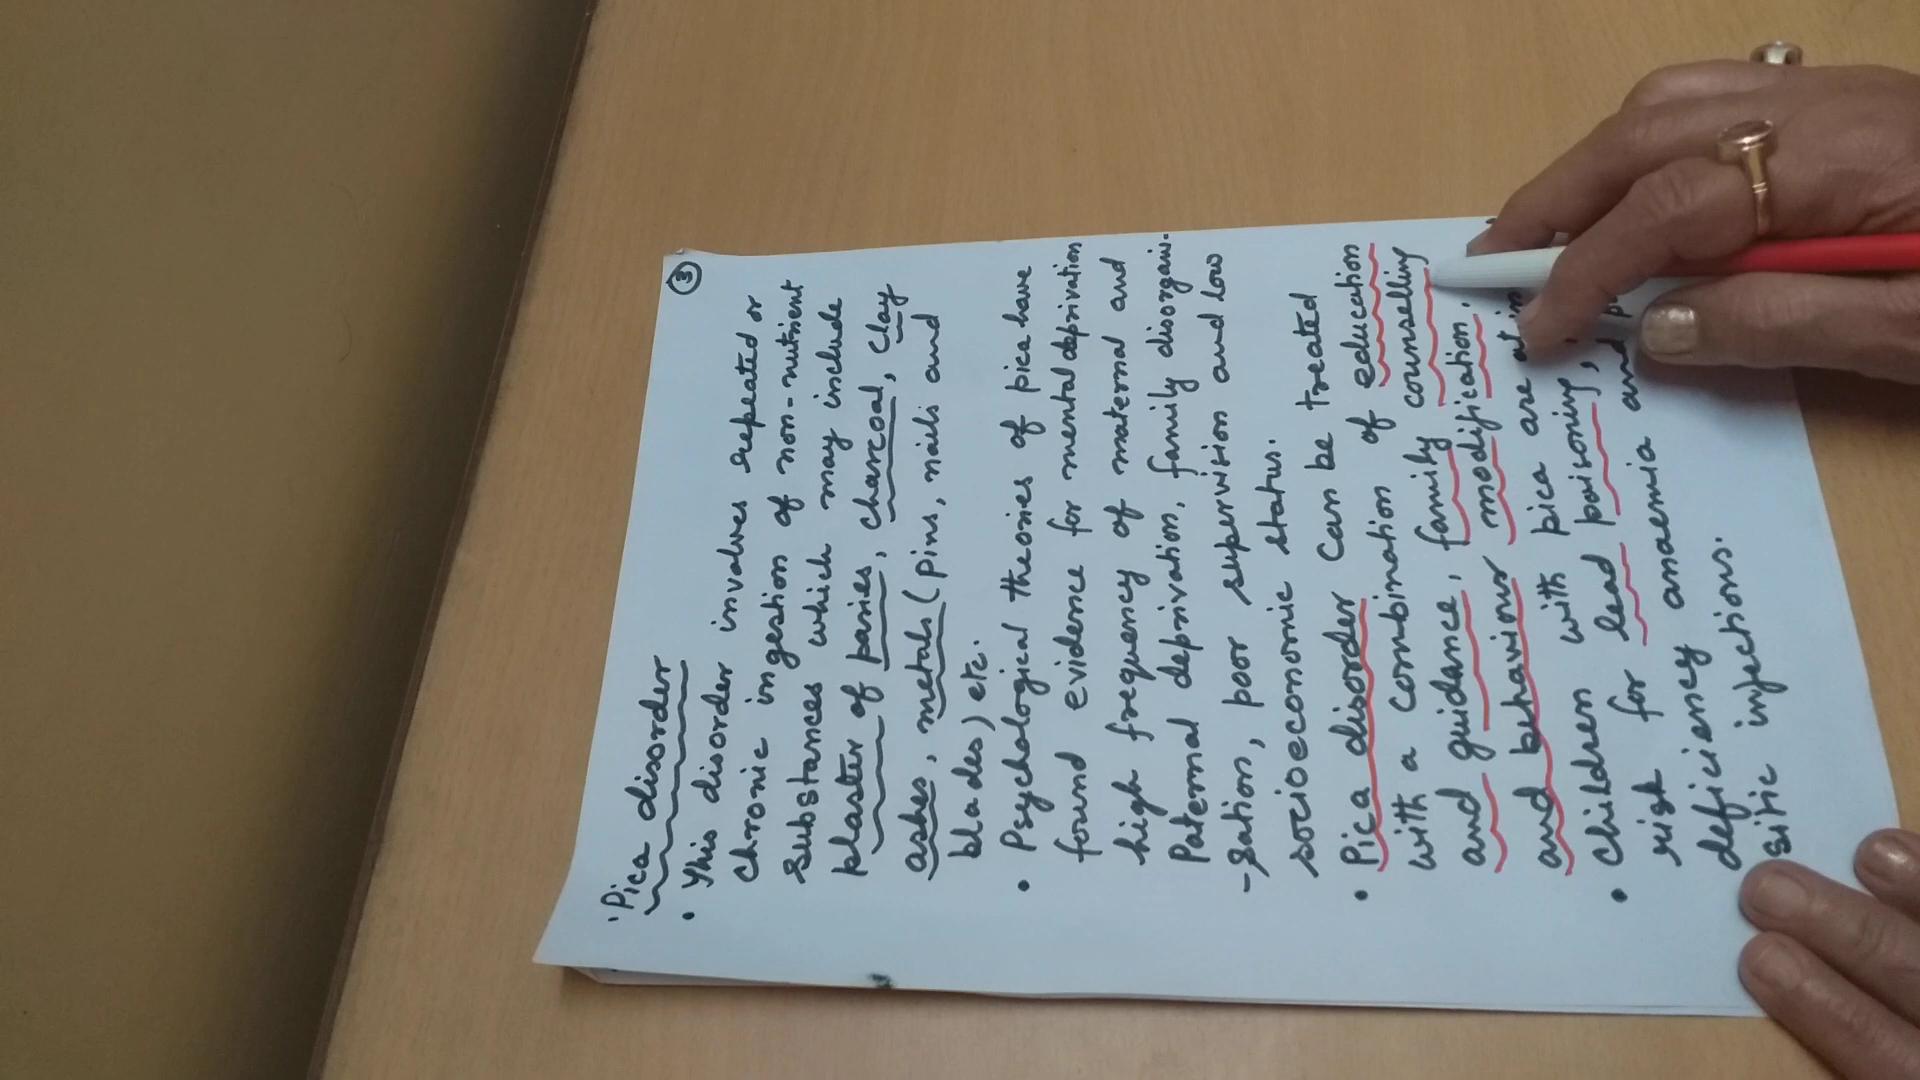 3
Pica disorder
• This disorder involves repeated or
chronic ingestion of non-nutrient
substances which may include
plaster of paries, charcoal, clay
ashes, metals (pins, nails and
blades) etc.
• Psychological theories of pica have
found evidence for mental deprivation
high frequency of maternal and
Paternal deprivation, family disorgani-
-sation, poor supervision and low
socioeconomic status.
• Pica disorder can be treated
with a combination of education
and guidance, family counselling
and behaviour modification.
• Children with pica are at
risk for lead poisoning,
deficiency anaemia and
sitic infections.